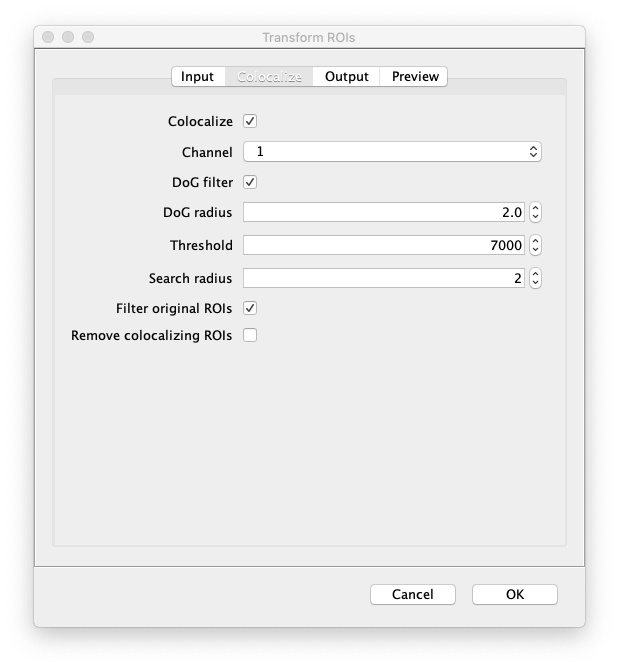 Transform ROIs
Input Colocalize Output Preview
Colocalize
Channel 1
DoG filter
DoG radius 2.0
Threshold 7000
Search radius 2
Filter original ROIs
Remove colocalizing ROIs
Cancel OK